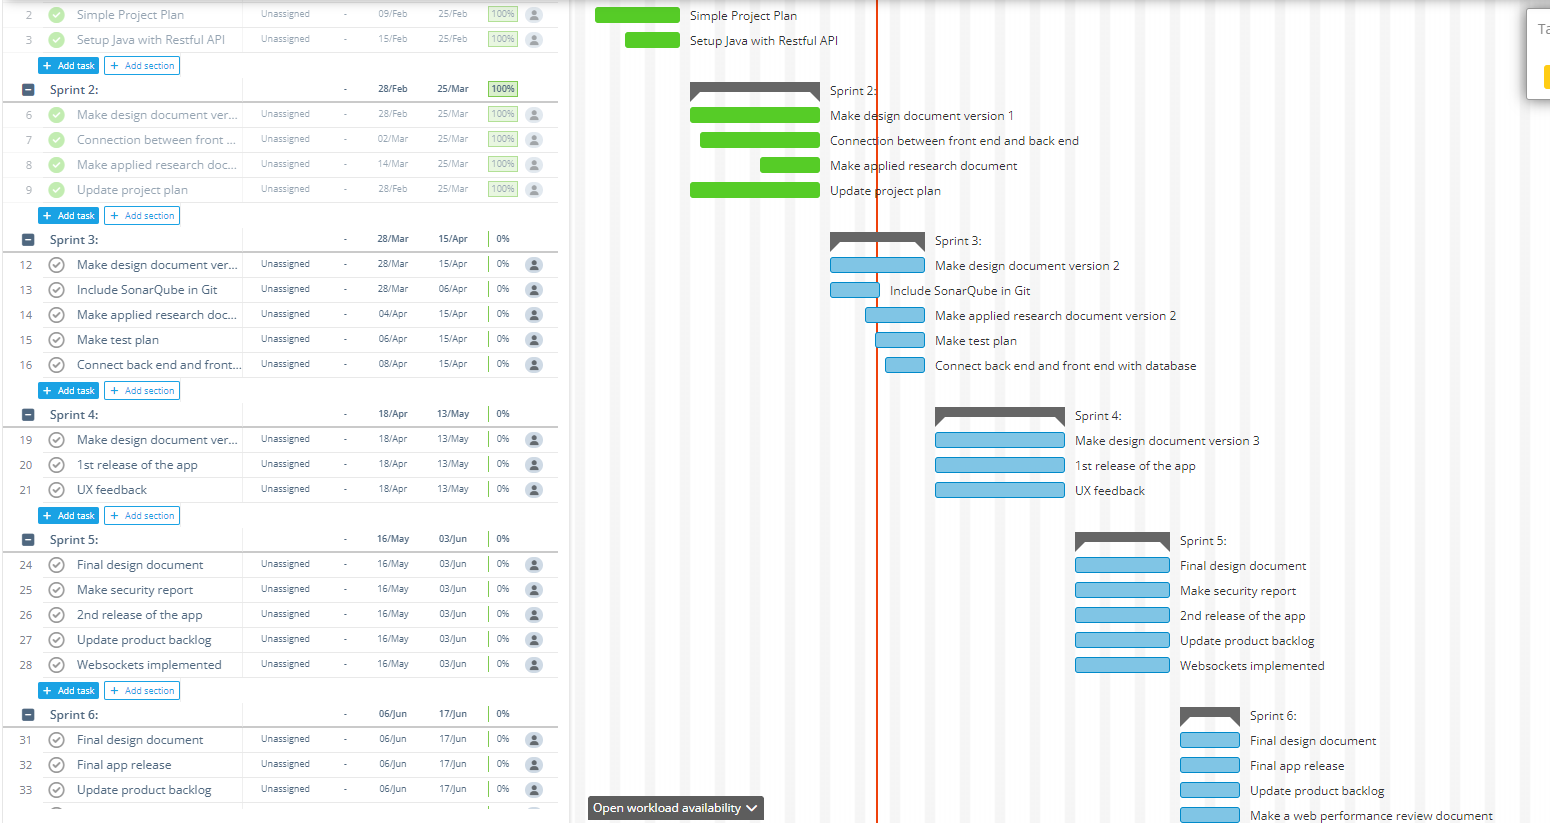 2 Simple Project Plan Unassigned - 09/Feb 25/Feb 100% Simple Project Plan
3 Setup Java with Restful API Unassigned - 15/Feb 25/Feb 100% Setup Java with Restful API
+ Add task + Add section
Sprint 2: - 28/Feb 25/Mar 100% Sprint 2:
6 Make design document ver... Unassigned - 28/Feb 25/Mar 100% Make design document version 1
7 Connection between front ... Unassigned - 02/Mar 25/Mar 100% Connection between front end and back end
8 Make applied research doc... Unassigned - 14/Mar 25/Mar 100% Make applied research document
9 Update project plan Unassigned - 28/Feb 25/Mar 100% Update project plan
+ Add task + Add section
Sprint 3: - 28/Mar 15/Apr 0% Sprint 3:
12 Make design document ver... Unassigned - 28/Mar 15/Apr 0% Make design document version 2
13 Include SonarQube in Git Unassigned - 28/Mar 06/Apr 0% Include SonarQube in Git
14 Make applied research doc... Unassigned - 04/Apr 15/Apr 0% Make applied research document version 2
15 Make test plan Unassigned - 06/Apr 15/Apr 0% Make test plan
16 Connect back end and front... Unassigned - 08/Apr 15/Apr 0% Connect back end and front end with database
+ Add task + Add section
Sprint 4: - 18/Apr 13/May 0% Sprint 4:
19 Make design document ver... Unassigned - 18/Apr 13/May 0% Make design document version 3
20 1st release of the app Unassigned - 18/Apr 13/May 0% 1st release of the app
21 UX feedback Unassigned - 18/Apr 13/May 0% UX feedback
+ Add task + Add section
Sprint 5: - 16/May 03/Jun 0% Sprint 5:
24 Final design document Unassigned - 16/May 03/Jun 0% Final design document
25 Make security report Unassigned - 16/May 03/Jun 0% Make security report
26 2nd release of the app Unassigned - 16/May 03/Jun 0% 2nd release of the app
27 Update product backlog Unassigned - 16/May 03/Jun 0% Update product backlog
28 Websockets implemented Unassigned - 16/May 03/Jun 0% Websockets implemented
+ Add task + Add section
Sprint 6: - 06/Jun 17/Jun 0% Sprint 6:
31 Final design document Unassigned - 06/Jun 17/Jun 0% Final design document
32 Final app release Unassigned - 06/Jun 17/Jun 0% Final app release
33 Update product backlog Unassigned - 06/Jun 17/Jun 0% Update product backlog
Open workload availability
Make a web performance review document